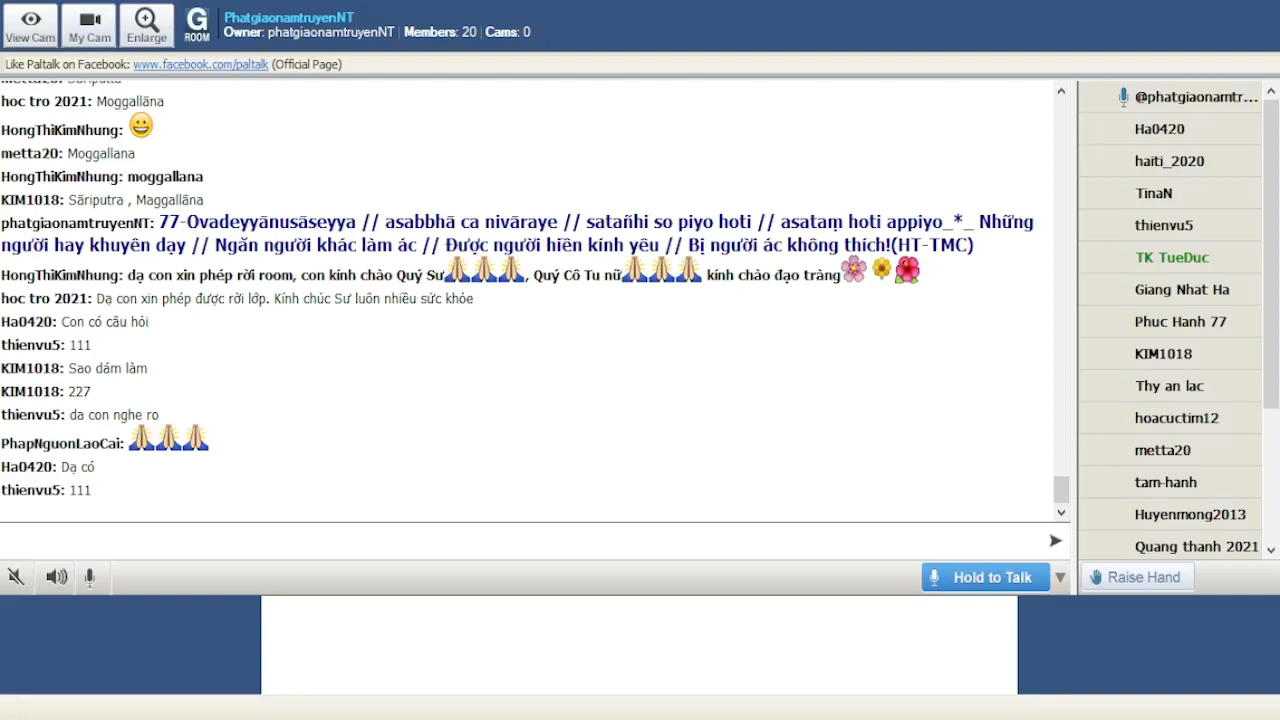 View Cam
My Cam
Enlarge
G
ROOM
PhatgiaonamtruyenNT
Owner: phatgiaonamtruyenNT | Members: 20 | Cams: 0
Like Paltalk on Facebook: www.facebook.com/paltalk (Official Page)
hoc tro 2021: Moggallāna
HongThiKimNhung:
metta20: Moggallana
HongThiKimNhung: moggallana
KIM1018: Sāriputra , Maggallāna
phatgiaonamtruyenNT: 77-Ovadeyyānusāseyya // asabbhā ca nivāraye // satañhi so piyo hoti // asataṃ hoti appiyo_*_ Những
người hay khuyên dạy // Ngăn người khác làm ác // Được người hiền kính yêu // Bị người ác không thích!(HT-TMC)
HongThiKimNhung: dạ con xin phép rời room, con kính chào Quý Sư🙏🙏🙏, Quý Cô Tu nữ🙏🙏🙏 kính chào đạo tràng
hoc tro 2021: Dạ con xin phép được rời lớp. Kính chúc Sư luôn nhiều sức khỏe
Ha0420: Con có câu hỏi
thienvu5: 111
KIM1018: Sao dám làm
KIM1018: 227
thienvu5: da con nghe ro
PhapNguonLaoCai:
Ha0420: Dạ có
thienvu5: 111
@phatgiaonamtr...
Ha0420
haiti_2020
TinaN
thienvu5
TK TueDuc
Giang Nhat Ha
Phuc Hanh 77
KIM1018
Thy an lac
hoacuctim12
metta20
tam-hanh
Huyenmong2013
Quang thanh 2021
Hold to Talk
Raise Hand